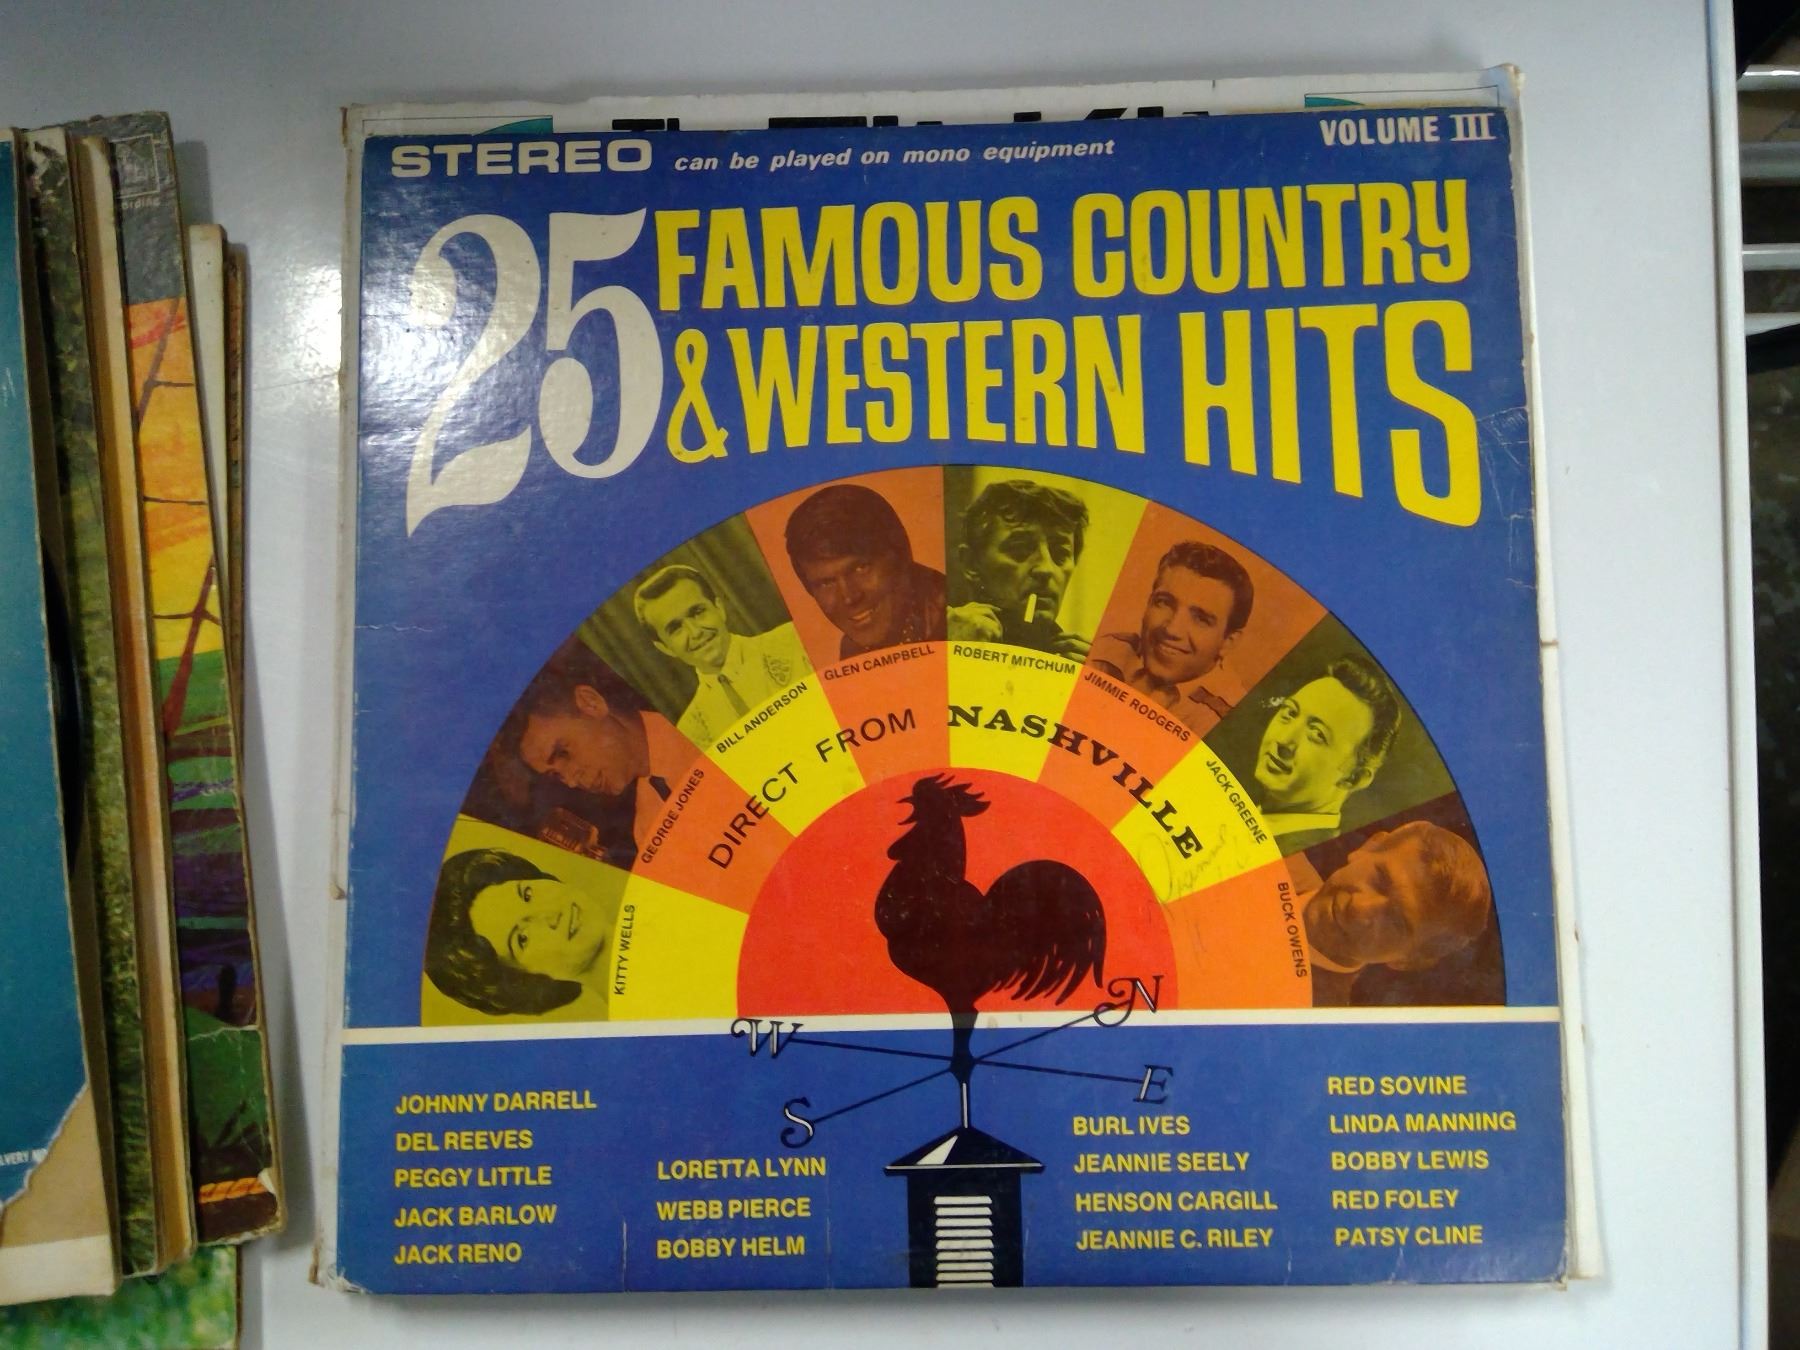 STEREO can be played on mono equipment
VOLUME III
25 FAMOUS COUNTRY
& WESTERN HITS
KITTY WELLS
GEORGE JONES
BILL ANDERSON
GLEN CAMPBELL
ROBERT MITCHUM
JIMMIE RODGERS
JACK GREENE
BUCK OWENS
DIRECT FROM NASHVILLE
W
N
S
E
JOHNNY DARRELL
DEL REEVES
PEGGY LITTLE
JACK BARLOW
JACK RENO
LORETTA LYNN
WEBB PIERCE
BOBBY HELM
BURL IVES
JEANNIE SEELY
HENSON CARGILL
JEANNIE C. RILEY
RED SOVINE
LINDA MANNING
BOBBY LEWIS
RED FOLEY
PATSY CLINE